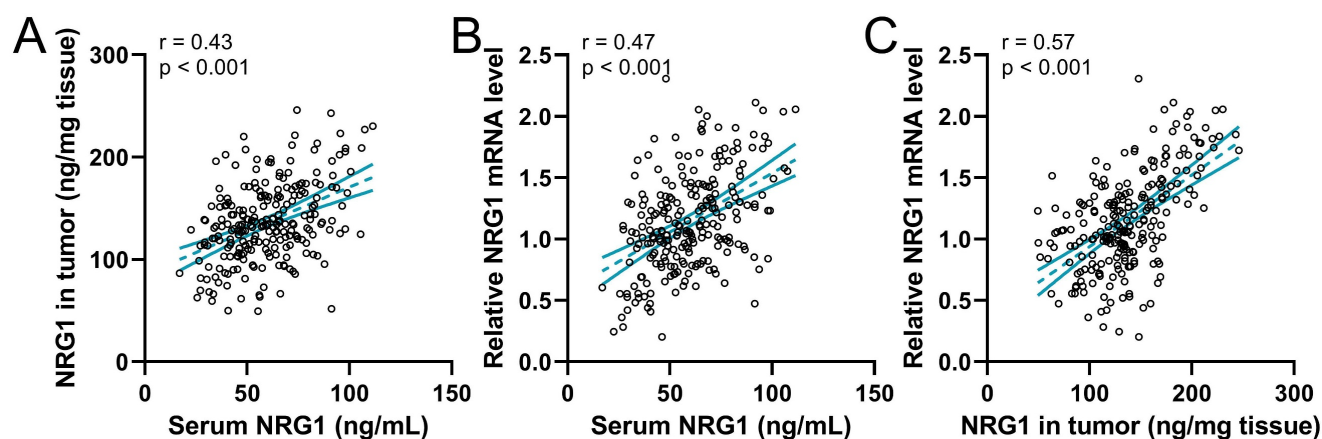 A
r = 0.43
p < 0.001
NRG1 in tumor (ng/mg tissue)
300
200
100
0
0 50 100 150
Serum NRG1 (ng/mL)
B
r = 0.47
p < 0.001
Relative NRG1 mRNA level
2.5
2.0
1.5
1.0
0.5
0.0
0 50 100 150
Serum NRG1 (ng/mL)
C
r = 0.57
p < 0.001
Relative NRG1 mRNA level
2.5
2.0
1.5
1.0
0.5
0.0
0 100 200 300
NRG1 in tumor (ng/mg tissue)